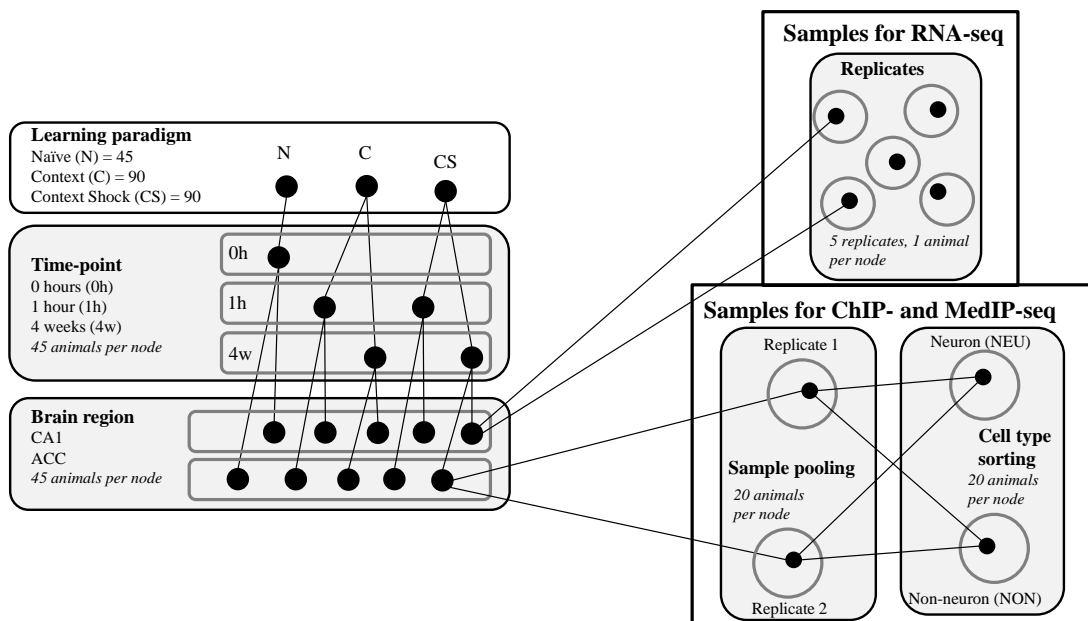 Learning paradigm
Naïve (N) = 45
Context (C) = 90
Context Shock (CS) = 90
N
C
CS
Time-point
0 hours (0h)
1 hour (1h)
4 weeks (4w)
45 animals per node
0h
1h
4w
Brain region
CA1
ACC
45 animals per node
Samples for RNA-seq
Replicates
5 replicates, 1 animal
per node
Samples for ChIP- and MedIP-seq
Replicate 1
Sample pooling
20 animals
per node
Replicate 2
Neuron (NEU)
Cell type
sorting
20 animals
per node
Non-neuron (NON)